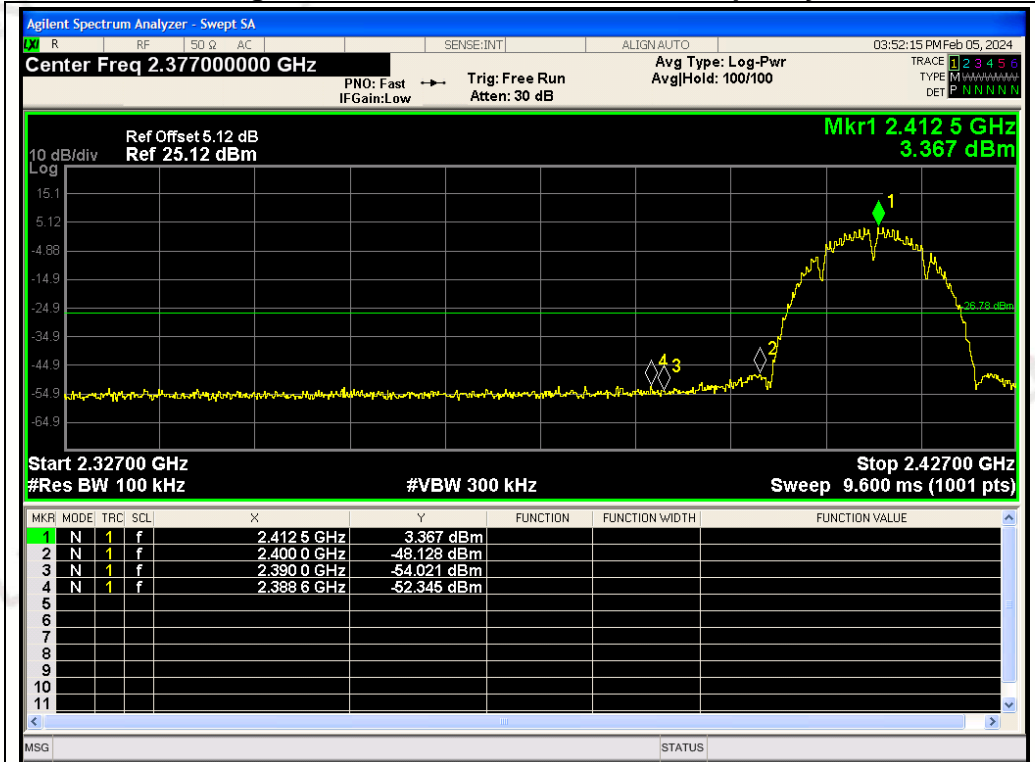 Agilent Spectrum Analyzer - Swept SA
LXI R RF 50 Ω AC SENSE:INT ALIGN AUTO 03:52:15 PM Feb 05, 2024
Center Freq 2.377000000 GHz
PNO: Fast
IFGain:Low
Trig: Free Run
Atten: 30 dB
Avg Type: Log-Pwr
Avg|Hold: 100/100
TRACE 1 2 3 4 5 6
TYPE M
DET P N N N N N
Ref Offset 5.12 dB
10 dB/div Ref 25.12 dBm
Log
Mkr1 2.412 5 GHz
3.367 dBm
15.1
5.12
-4.88
-14.9
-24.9
-34.9
-44.9
-54.9
-64.9
1
-26.78 dBm
2
4 3
Start 2.32700 GHz Stop 2.42700 GHz
#Res BW 100 kHz #VBW 300 kHz Sweep 9.600 ms (1001 pts)
MKR MODE TRC SCL X Y FUNCTION FUNCTION WIDTH FUNCTION VALUE
1 N 1 f 2.412 5 GHz 3.367 dBm
2 N 1 f 2.400 0 GHz -48.128 dBm
3 N 1 f 2.390 0 GHz -54.021 dBm
4 N 1 f 2.388 6 GHz -52.345 dBm
5
6
7
8
9
10
11
MSG STATUS